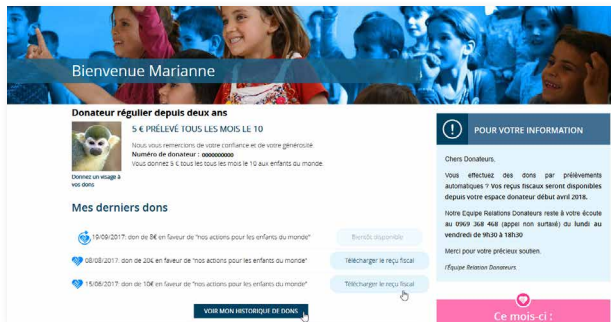 Bienvenue Marianne
Donateur régulier depuis deux ans
5 € PRÉLEVÉ TOUS LES MOIS LE 10
Nous vous remercions de votre confiance et de votre générosité.
Numéro de donateur : 0000000000
Vous donnez 5 € tous les tous les mois le 10 aux enfants du monde.
Donnez un visage à
vos dons
Mes derniers dons
19/09/2017: don de 8€ en faveur de "nos actions pour les enfants du monde"
Bientôt disponible
08/08/2017: don de 20€ en faveur de "nos actions pour les enfants du monde"
Télécharger le reçu fiscal
15/06/2017: don de 10€ en faveur de "nos actions pour les enfants du monde"
Télécharger le reçu fiscal
VOIR MON HISTORIQUE DE DONS
POUR VOTRE INFORMATION
Chers Donateurs,
Vous effectuez des dons par prélèvements
automatiques ? Vos reçus fiscaux seront disponibles
depuis votre espace donateur début avril 2018.
Notre Equipe Relations Donateurs reste à votre écoute
au 0969 368 468 (appel non surtaxé) du lundi au
vendredi de 9h30 à 18h30
Merci pour votre précieux soutien.
l'Équipe Relation Donateurs
Ce mois-ci :